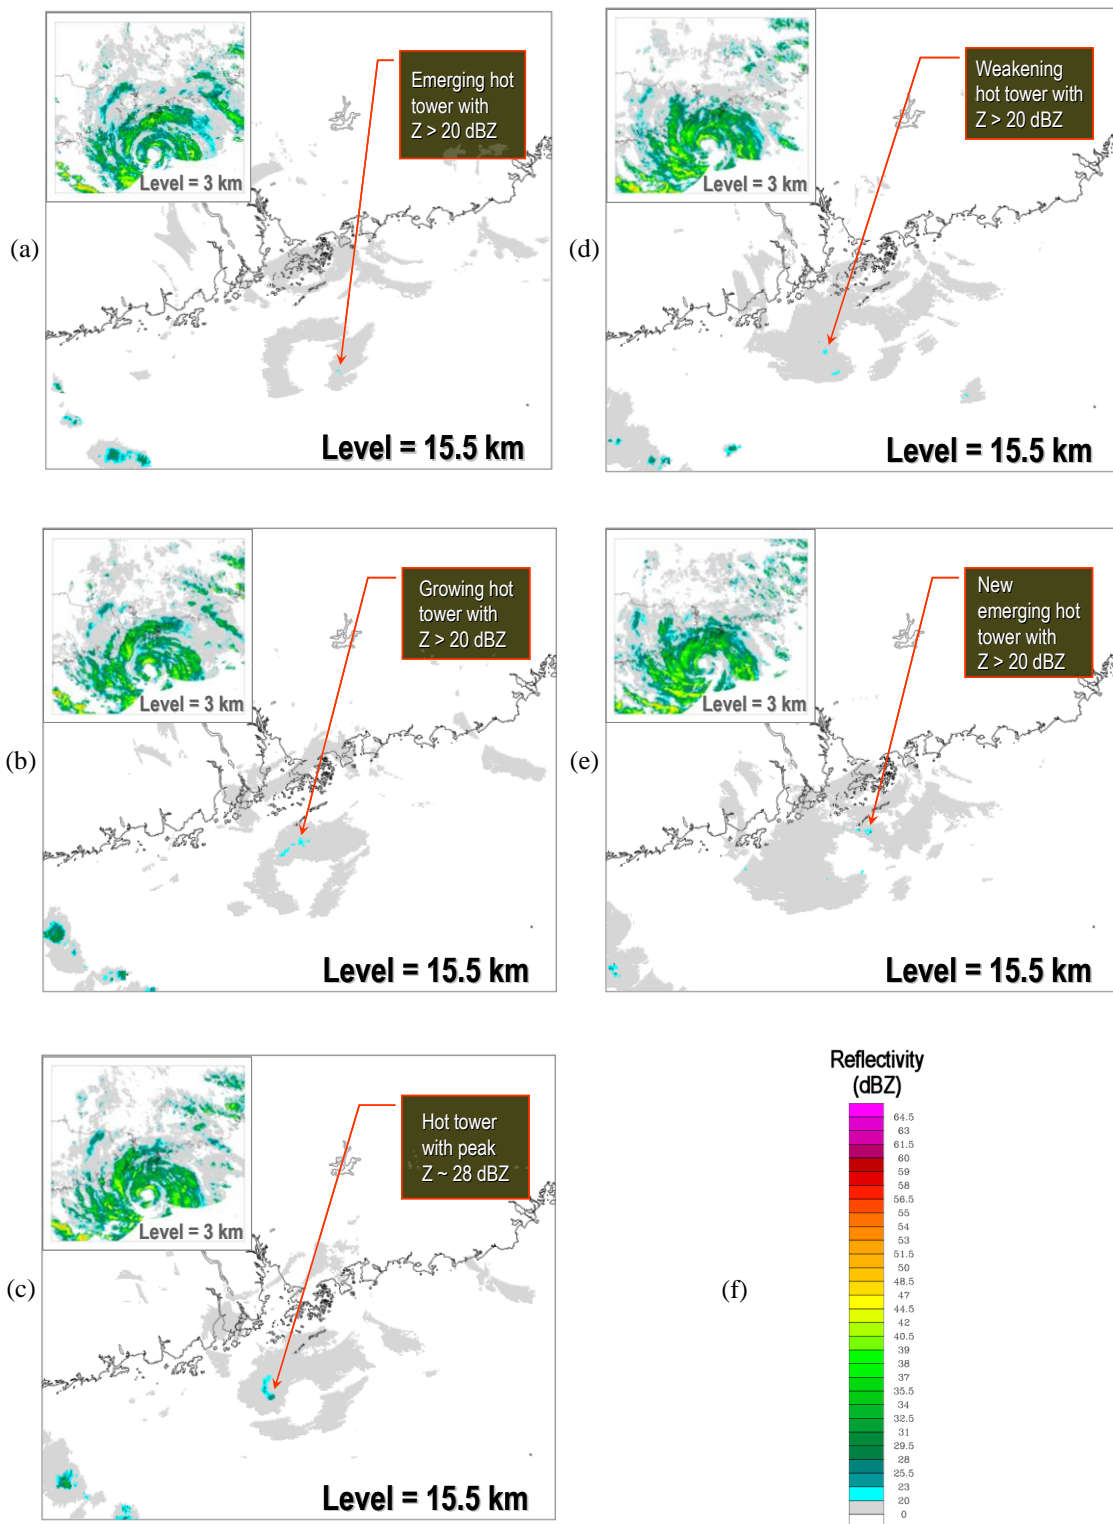 Level = 3 km
Emerging hot
tower with
Z > 20 dBZ
(a)
Level = 15.5 km
Level = 3 km
Weakening
hot tower with
Z > 20 dBZ
(d)
Level = 15.5 km
Level = 3 km
Growing hot
tower with
Z > 20 dBZ
(b)
Level = 15.5 km
Level = 3 km
New
emerging hot
tower with
Z > 20 dBZ
(e)
Level = 15.5 km
Level = 3 km
Hot tower
with peak
Z ~ 28 dBZ
(c)
Level = 15.5 km
(f)
Reflectivity
(dBZ)
64.5
63
61.5
60
59
58
56.5
55
54
53
51.5
50
48.5
47
44.5
42
40.5
39
38
37
35.5
34
32.5
31
29.5
28
25.5
23
20
0